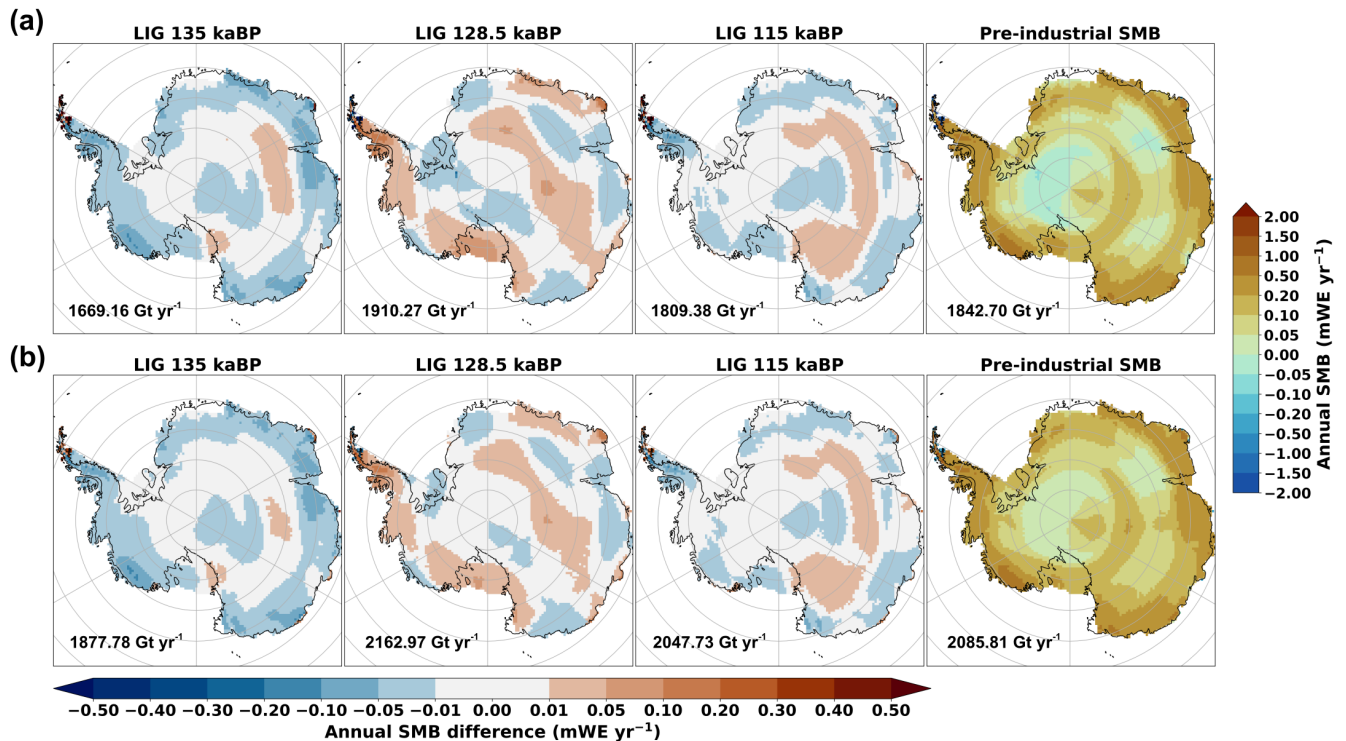 (a)
LIG 135 kaBP LIG 128.5 kaBP LIG 115 kaBP Pre-industrial SMB
1669.16 Gt yr⁻¹ 1910.27 Gt yr⁻¹ 1809.38 Gt yr⁻¹ 1842.70 Gt yr⁻¹
(b)
LIG 135 kaBP LIG 128.5 kaBP LIG 115 kaBP Pre-industrial SMB
1877.78 Gt yr⁻¹ 2162.97 Gt yr⁻¹ 2047.73 Gt yr⁻¹ 2085.81 Gt yr⁻¹
2.00
1.50
1.00
0.50
0.20
0.10
0.05
0.00
−0.05
−0.10
−0.20
−0.50
−1.00
−1.50
−2.00
Annual SMB (mWE yr⁻¹)
−0.50 −0.40 −0.30 −0.20 −0.10 −0.05 −0.01 0.00 0.01 0.05 0.10 0.20 0.30 0.40 0.50
Annual SMB difference (mWE yr⁻¹)